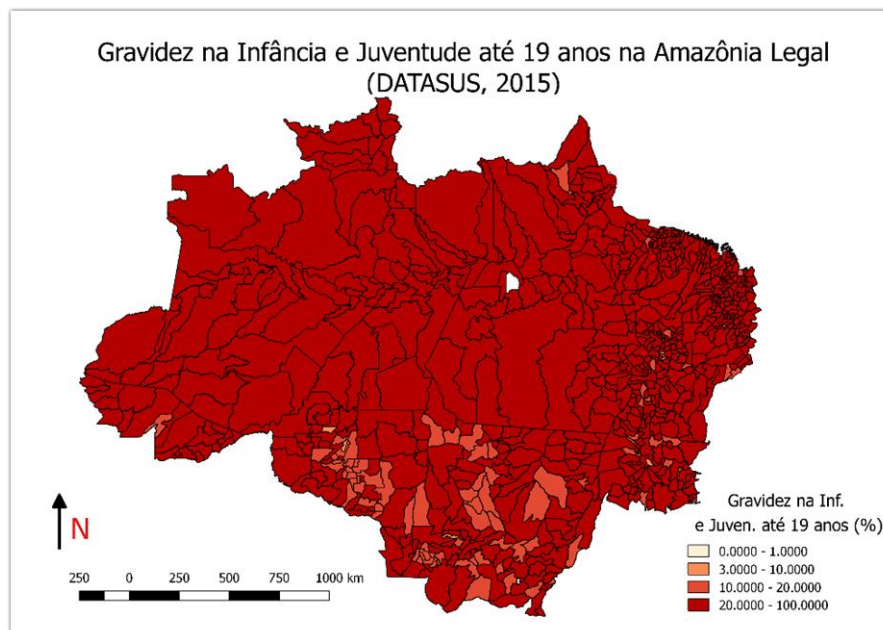 Gravidez na Infância e Juventude até 19 anos na Amazônia Legal
(DATASUS, 2015)
N
250 0 250 500 750 1000 km
Gravidez na Inf.
e Juven. até 19 anos (%)
0.0000 - 1.0000
3.0000 - 10.0000
10.0000 - 20.0000
20.0000 - 100.0000